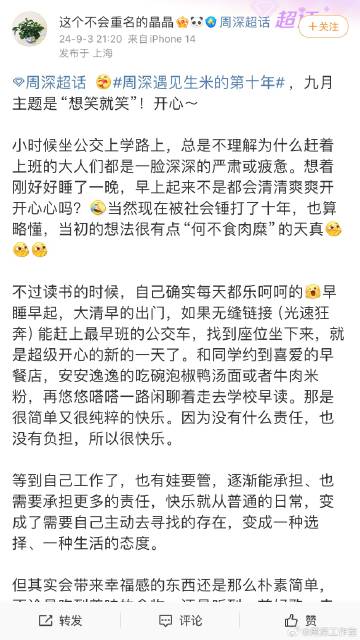 这个不会重名的晶晶
24-9-3 21:20 来自iPhone 14
发布于 上海
超话
+关注
周深超话 #周深遇见生米的第十年#，九月
主题是“想笑就笑”！开心～
小时候坐公交上学路上，总是不理解为什么赶着
上班的大人们都是一脸深深的严肃或疲惫。想着
刚好好睡了一晚，早上起来不是都会清清爽爽开
开心心吗？当然现在被社会锤打了十年，也算
略懂，当初的想法很有点“何不食肉糜”的天真
不过读书的时候，自己确实每天都乐呵呵的早
睡早起，大清早的出门，如果无缝链接（光速狂
奔）能赶上最早班的公交车，找到座位坐下来，就
是超级开心的新的一天了。和同学约到喜爱的早
餐店，安安逸逸的吃碗泡椒鸭汤面或者牛肉米
粉，再悠悠嗒嗒一路闲聊着走去学校早读。那是
很简单又很纯粹的快乐。因为没有什么责任，也
没有负担，所以很快乐。
等到自己工作了，也有娃要管，逐渐能承担、也
需要承担更多的责任，快乐就从普通的日常，变
成了需要自己主动去寻找的存在，变成一种选
择、一种生活的态度。
但其实会带来幸福感的东西还是那么朴素简单，
转发
评论
赞